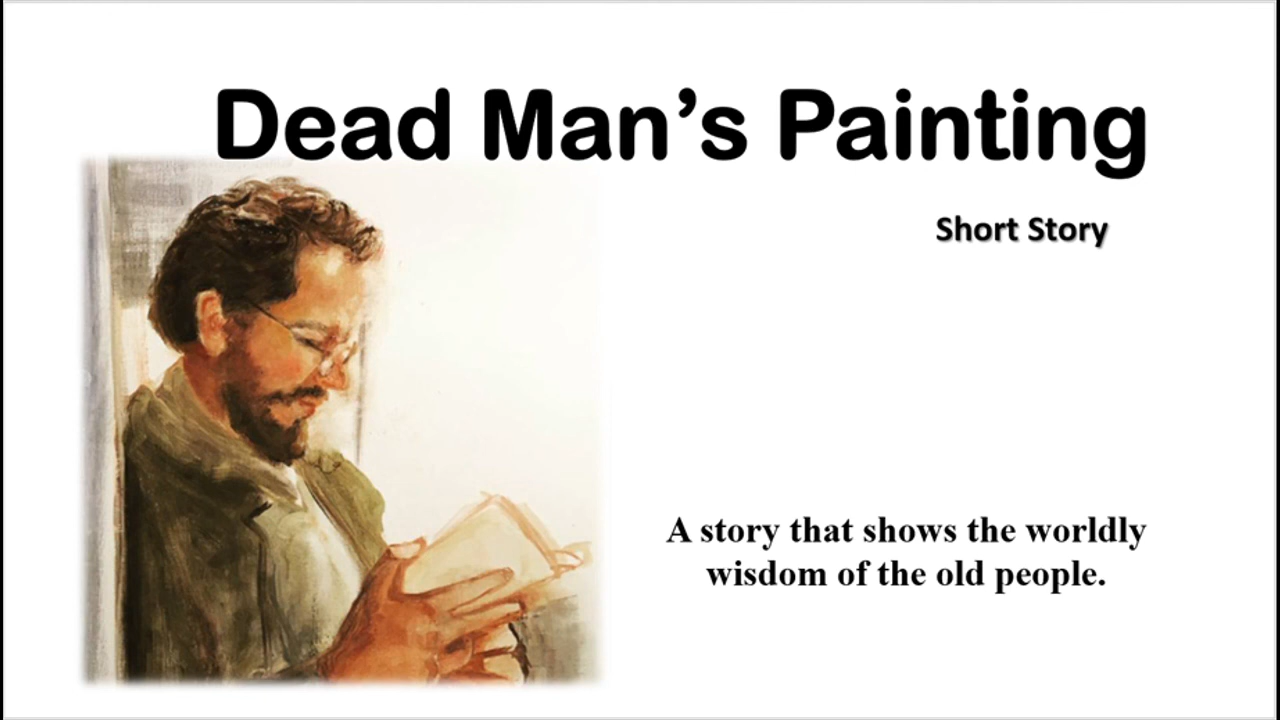 Dead Man’s Painting
Short Story
A story that shows the worldly
wisdom of the old people.